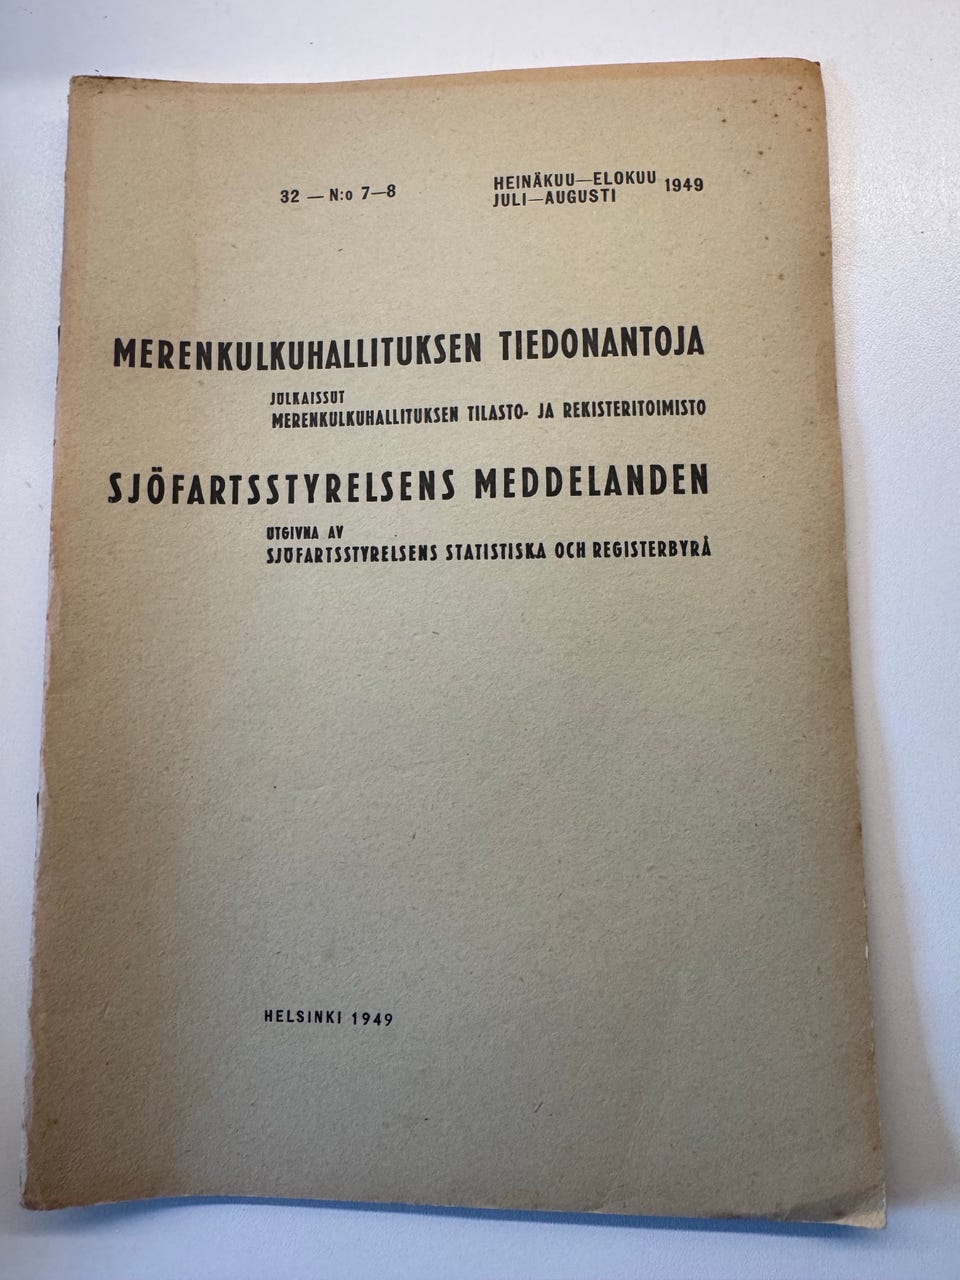 32 — N:o 7—8
HEINÄKUU—ELOKUU 1949
JULI—AUGUSTI
MERENKULKUHALLITUKSEN TIEDONANTOJA
JULKAISSUT
MERENKULKUHALLITUKSEN TILASTO- JA REKISTERITOIMISTO
SJÖFARTSSTYRELSENS MEDDELANDEN
UTGIVNA AV
SJÖFARTSSTYRELSENS STATISTISKA OCH REGISTERBYRÅ
HELSINKI 1949